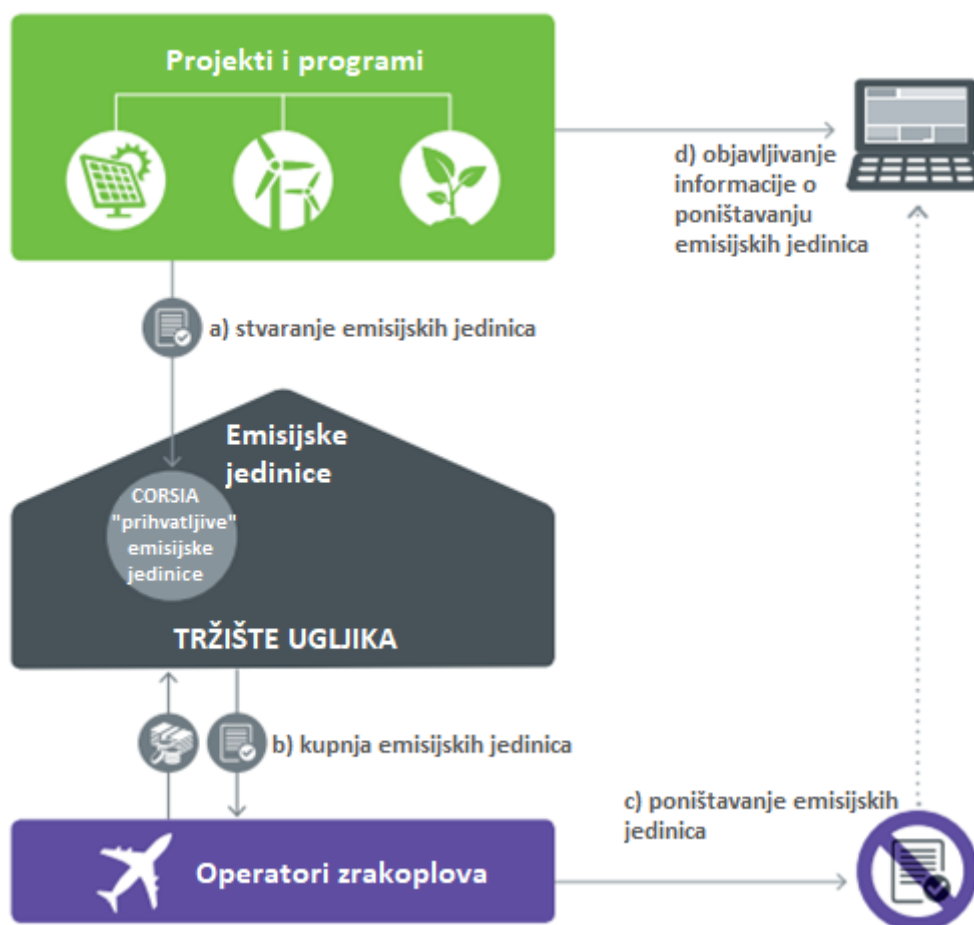 Projekti i programi
d) objavljivanje
informacije o
poništavanju
emisijskih jedinica
a) stvaranje emisijskih jedinica
Emisijske
jedinice
CORSIA
"prihvatljive"
emisijske
jedinice
TRŽIŠTE UGLJIKA
b) kupnja emisijskih jedinica
c) poništavanje emisijskih
jedinica
Operatori zrakoplova